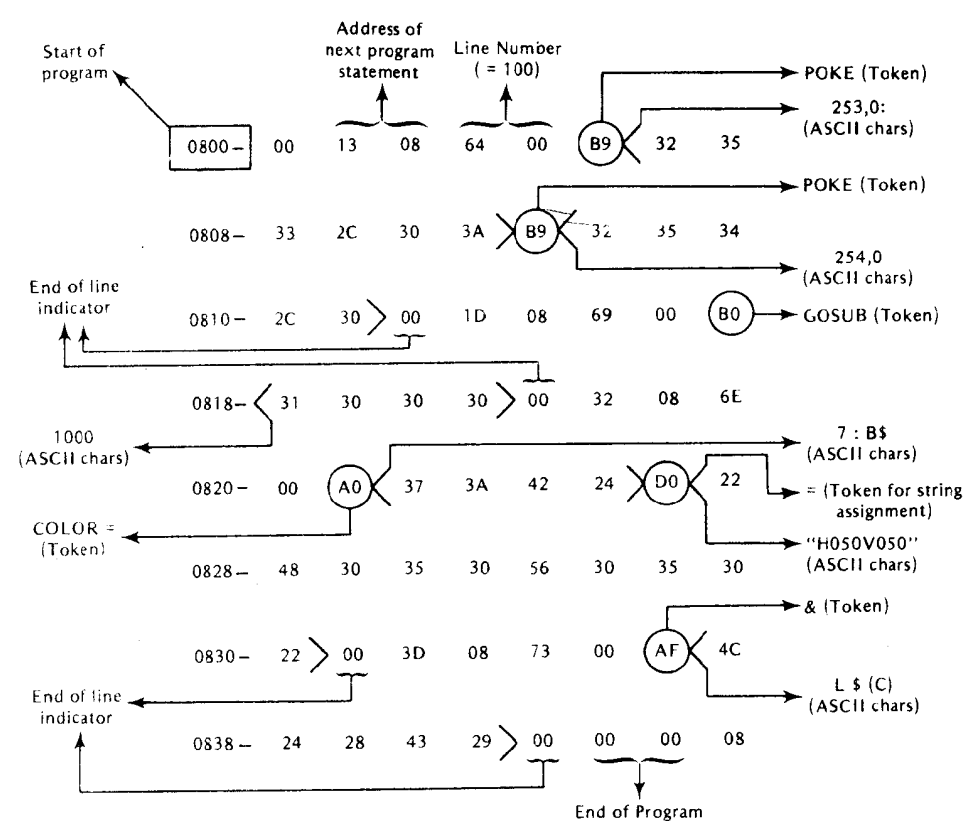 Start of
program
Address of
next program
statement
Line Number
( = 100)
POKE (Token)
253,0:
(ASCII chars)
0800– 00 13 08 64 00 B9 32 35
POKE (Token)
0808– 33 2C 30 3A B9 32 35 34
254,0
(ASCII chars)
End of line
indicator
0810– 2C 30 00 1D 08 69 00 B0
GOSUB (Token)
0818– 31 30 30 30 00 32 08 6E
1000
(ASCII chars)
7 : B$
(ASCII chars)
0820– 00 A0 37 3A 42 24 D0 22
= (Token for string
assignment)
COLOR =
(Token)
"H050V050"
(ASCII chars)
0828– 48 30 35 30 56 30 35 30
& (Token)
0830– 22 00 3D 08 73 00 AF 4C
End of line
indicator
L $ (C)
(ASCII chars)
0838– 24 28 43 29 00 00 00 08
End of Program